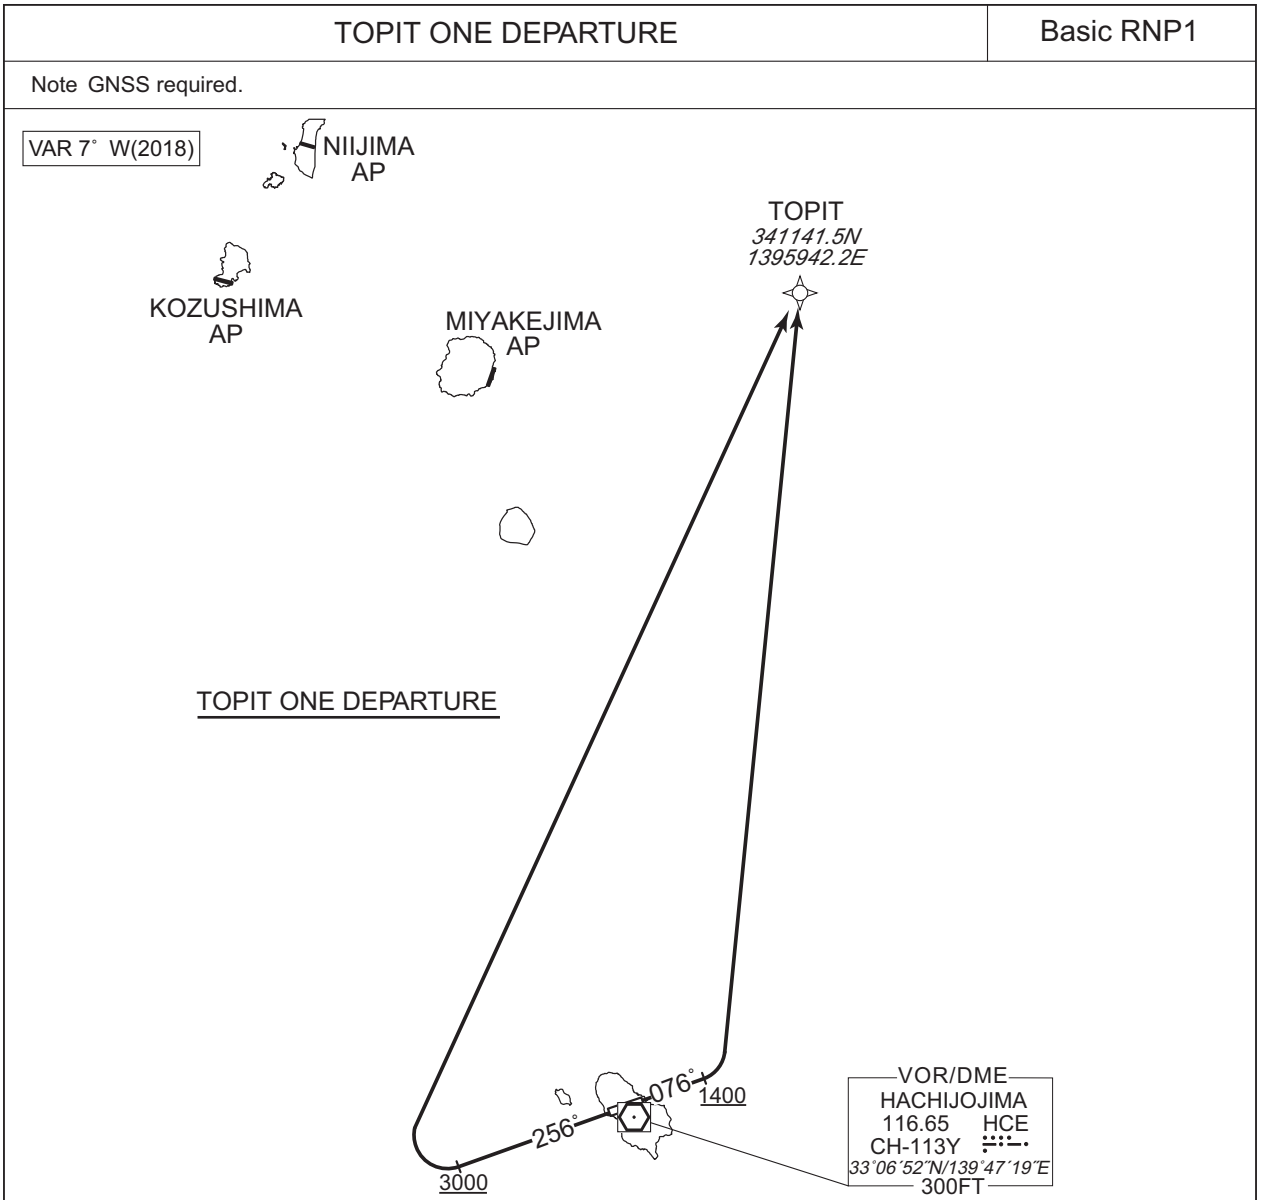 TOPIT ONE DEPARTURE
Basic RNP1
Note GNSS required.
VAR 7° W(2018)
NIIJIMA
AP
TOPIT
341141.5N
1395942.2E
KOZUSHIMA
AP
MIYAKEJIMA
AP
TOPIT ONE DEPARTURE
076°
1400
256°
3000
VOR/DME
HACHIJOJIMA
116.65 HCE
CH-113Y
33°06´52˝N/139°47´19˝E
300FT